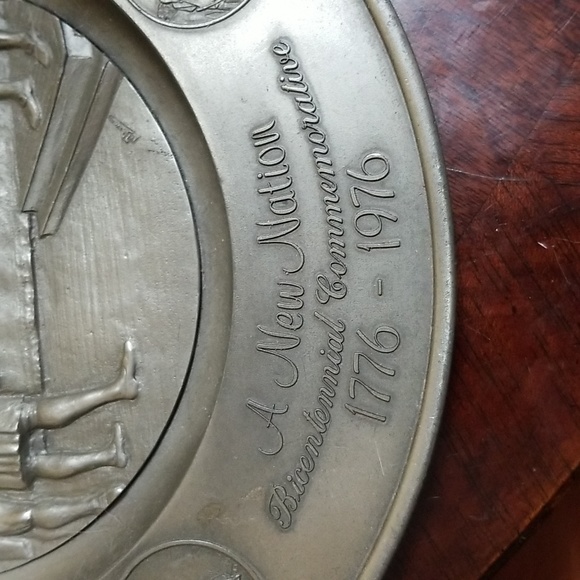 A New Nation
Bicentennial Commemorative
1776 - 1976